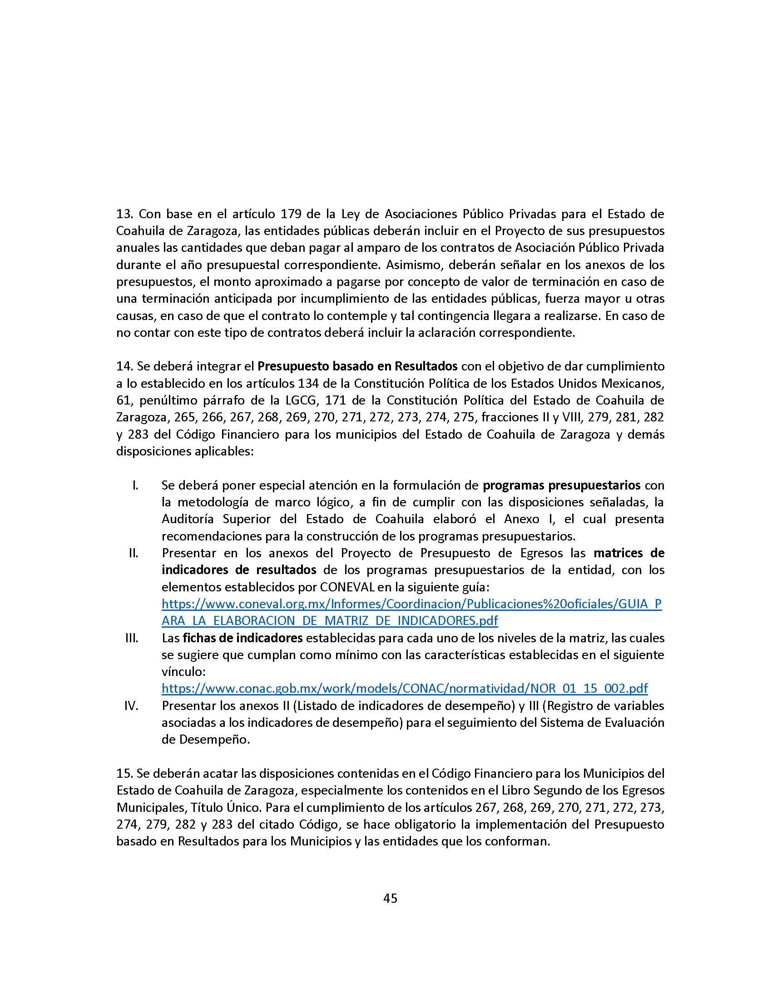 13. Con base en el artículo 179 de la Ley de Asociaciones Público Privadas para el Estado de
Coahuila de Zaragoza, las entidades públicas deberán incluir en el Proyecto de sus presupuestos
anuales las cantidades que deban pagar al amparo de los contratos de Asociación Público Privada
durante el año presupuestal correspondiente. Asimismo, deberán señalar en los anexos de los
presupuestos, el monto aproximado a pagarse por concepto de valor de terminación en caso de
una terminación anticipada por incumplimiento de las entidades públicas, fuerza mayor u otras
causas, en caso de que el contrato lo contemple y tal contingencia llegara a realizarse. En caso de
no contar con este tipo de contratos deberá incluir la aclaración correspondiente.
14. Se deberá integrar el Presupuesto basado en Resultados con el objetivo de dar cumplimiento
a lo establecido en los artículos 134 de la Constitución Política de los Estados Unidos Mexicanos,
61, penúltimo párrafo de la LGCG, 171 de la Constitución Política del Estado de Coahuila de
Zaragoza, 265, 266, 267, 268, 269, 270, 271, 272, 273, 274, 275, fracciones II y VIII, 279, 281, 282
y 283 del Código Financiero para los municipios del Estado de Coahuila de Zaragoza y demás
disposiciones aplicables:
I. Se deberá poner especial atención en la formulación de programas presupuestarios con
la metodología de marco lógico, a fin de cumplir con las disposiciones señaladas, la
Auditoría Superior del Estado de Coahuila elaboró el Anexo I, el cual presenta
recomendaciones para la construcción de los programas presupuestarios.
II. Presentar en los anexos del Proyecto de Presupuesto de Egresos las matrices de
indicadores de resultados de los programas presupuestarios de la entidad, con los
elementos establecidos por CONEVAL en la siguiente guía:
https://www.coneval.org.mx/Informes/Coordinacion/Publicaciones%20oficiales/GUIA_P
ARA_LA_ELABORACION_DE_MATRIZ_DE_INDICADORES.pdf
III. Las fichas de indicadores establecidas para cada uno de los niveles de la matriz, las cuales
se sugiere que cumplan como mínimo con las características establecidas en el siguiente
vínculo:
https://www.conac.gob.mx/work/models/CONAC/normatividad/NOR_01_15_002.pdf
IV. Presentar los anexos II (Listado de indicadores de desempeño) y III (Registro de variables
asociadas a los indicadores de desempeño) para el seguimiento del Sistema de Evaluación
de Desempeño.
15. Se deberán acatar las disposiciones contenidas en el Código Financiero para los Municipios del
Estado de Coahuila de Zaragoza, especialmente los contenidos en el Libro Segundo de los Egresos
Municipales, Título Único. Para el cumplimiento de los artículos 267, 268, 269, 270, 271, 272, 273,
274, 279, 282 y 283 del citado Código, se hace obligatorio la implementación del Presupuesto
basado en Resultados para los Municipios y las entidades que los conforman.
45